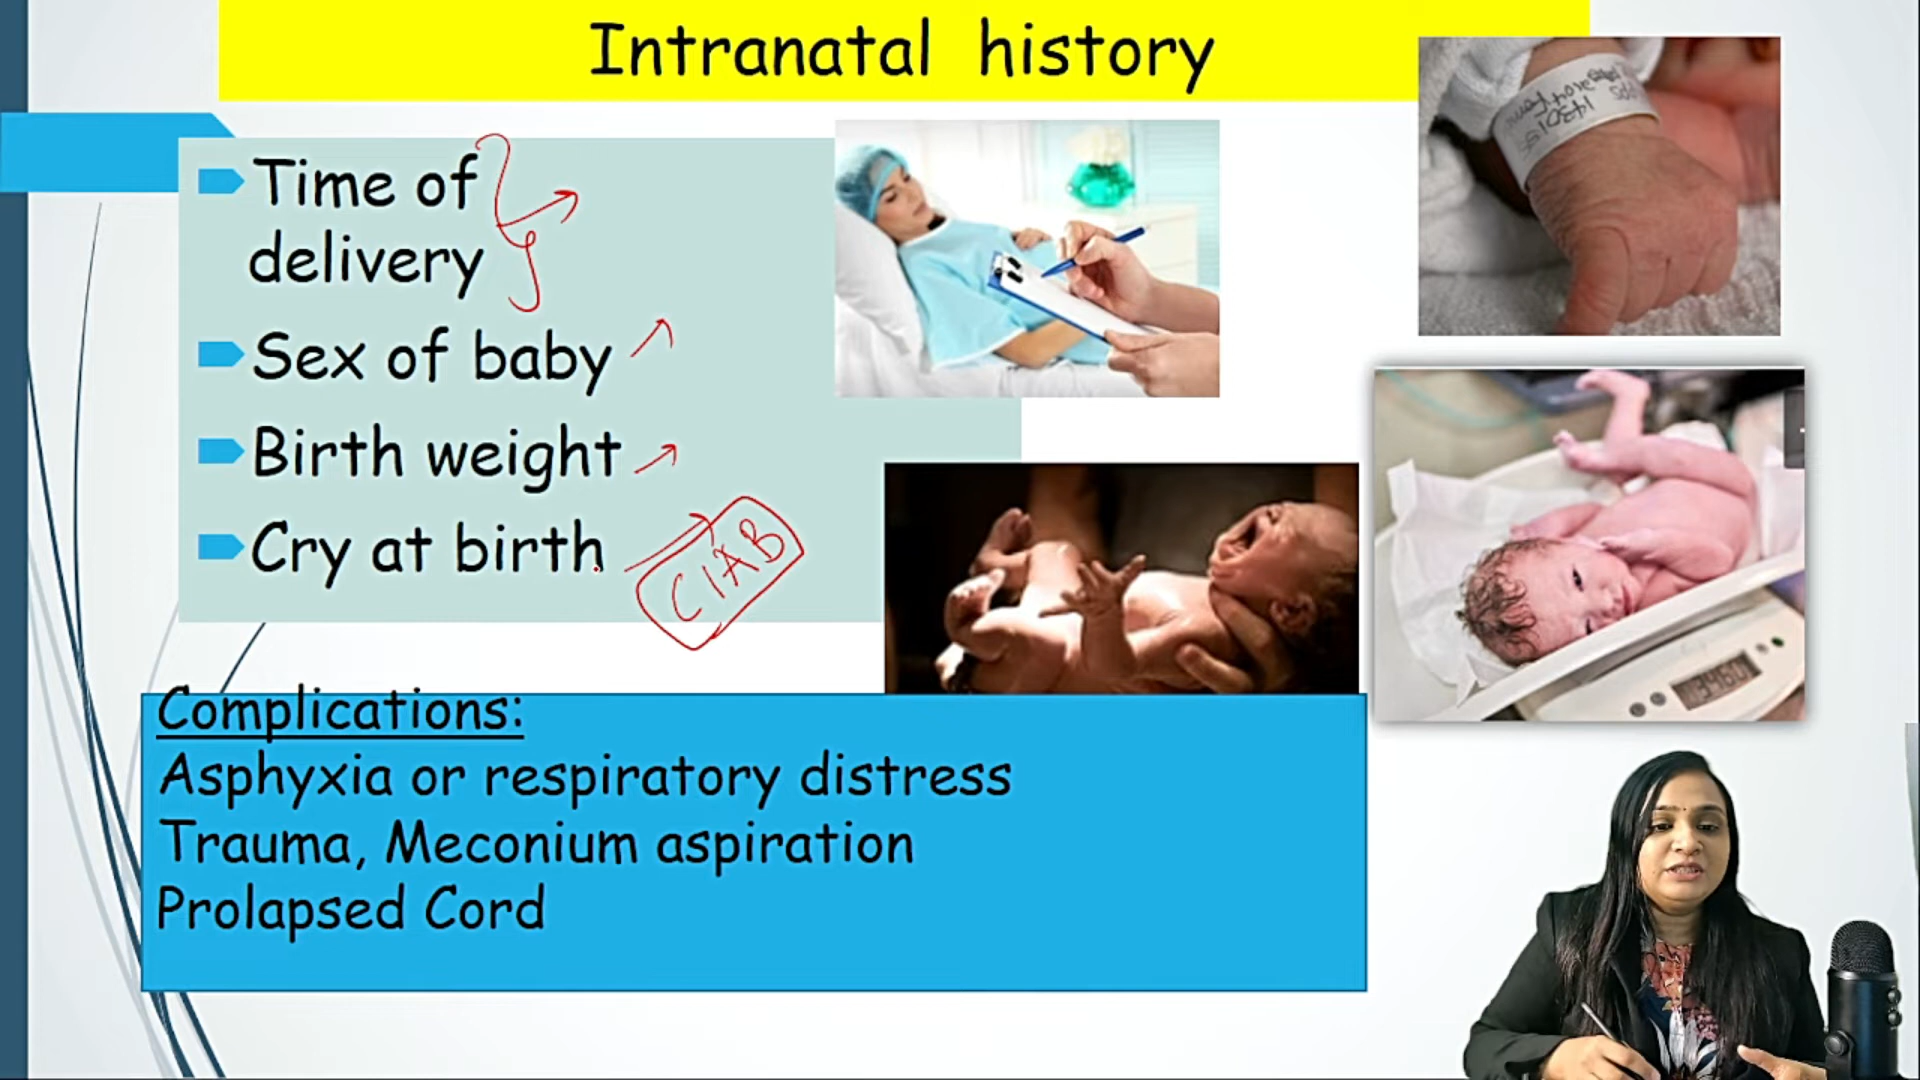 Intranatal history
Time of
delivery
Sex of baby
Birth weight
Cry at birth
CIAB
Complications:
Asphyxia or respiratory distress
Trauma, Meconium aspiration
Prolapsed Cord